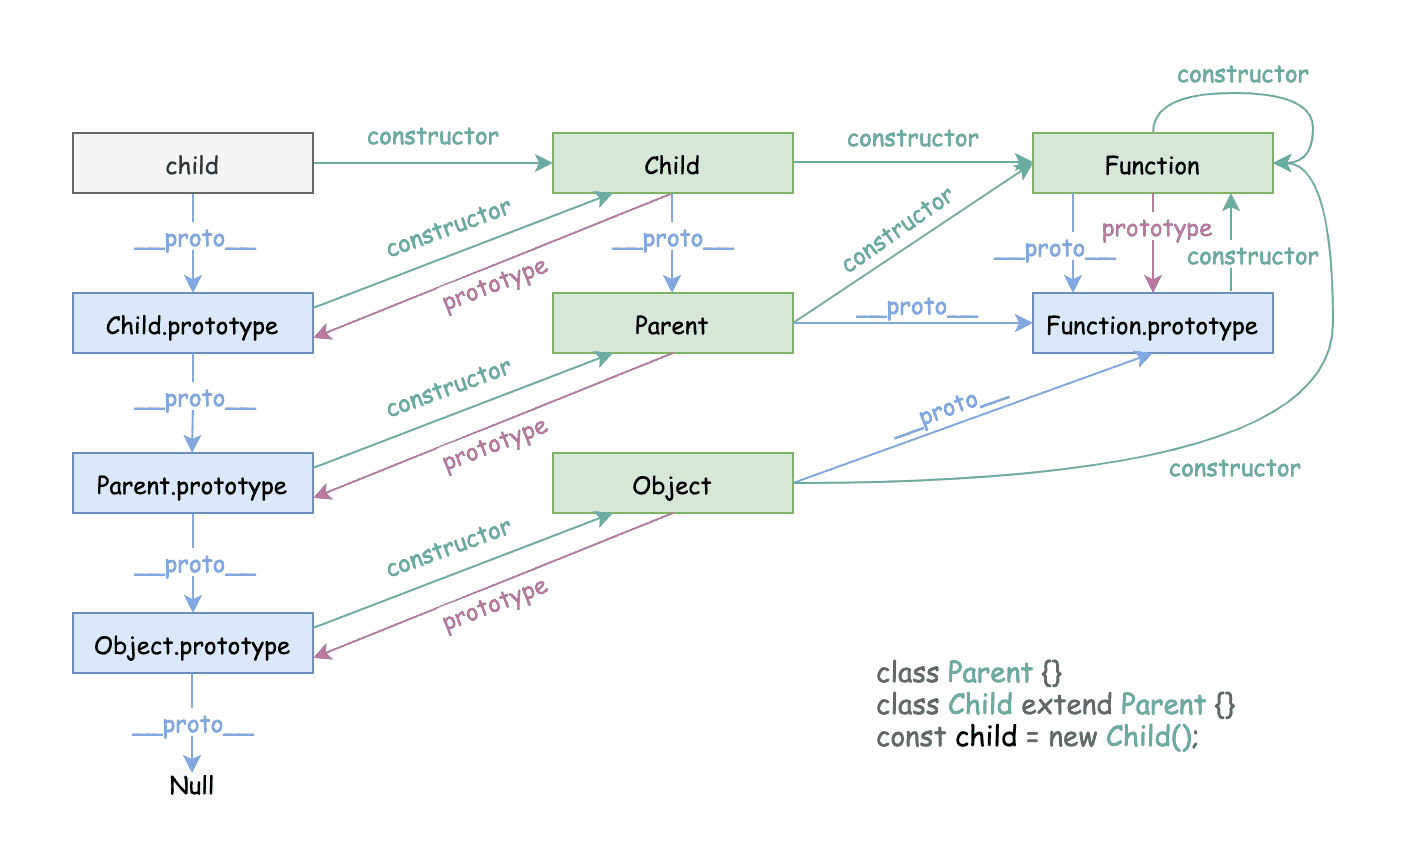 constructor
constructor
constructor
child
Child
Function
constructor
constructor
prototype
__proto__
__proto__
__proto__
constructor
prototype
__proto__
Child.prototype
Parent
Function.prototype
constructor
__proto__
__proto__
prototype
constructor
Parent.prototype
Object
constructor
__proto__
prototype
Object.prototype
class Parent {}
class Child extend Parent {}
__proto__
const child = new Child();
Null